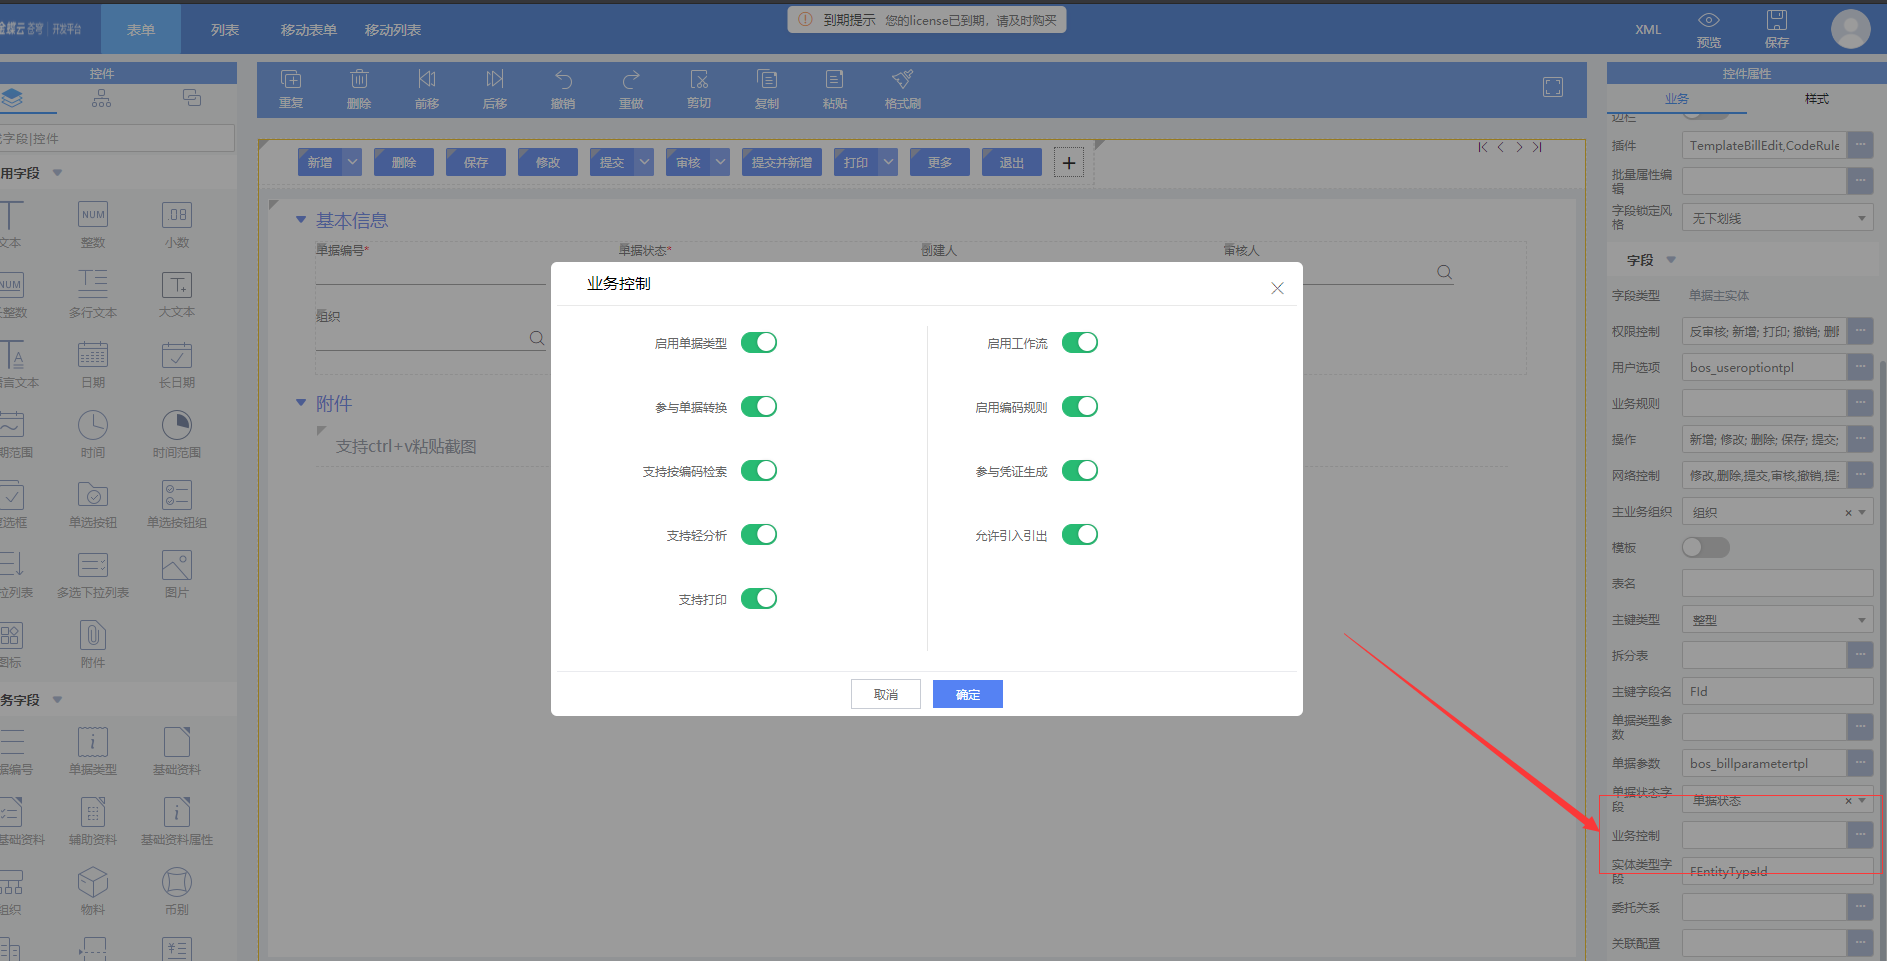 金蝶云 苍穹 | 开发平台
表单
列表
移动表单
移动列表
到期提示 您的license已到期，请及时购买
XML
预览
保存
控件
字段|控件
用字段
文本
整数
小数
整数
多行文本
大文本
言文本
日期
长日期
期范围
时间
时间范围
选框
单选按钮
单选按钮组
拉列表
多选下拉列表
图片
图标
附件
务字段
据编号
单据类型
基础资料
基础资料
辅助资料
基础资料属性
组织
物料
币别
重复
删除
前移
后移
撤销
重做
剪切
复制
粘贴
格式刷
新增
删除
保存
修改
提交
审核
提交并新增
打印
更多
退出
基本信息
单据编号*
单据状态*
创建人
审核人
组织
附件
支持ctrl+v粘贴截图
业务控制
启用单据类型
启用工作流
参与单据转换
启用编码规则
支持按编码检索
参与凭证生成
支持轻分析
允许引入引出
支持打印
取消
确定
控件属性
业务
样式
边栏
插件
TemplateBillEdit,CodeRule
批量属性编辑
字段锁定风格
无下划线
字段
字段类型
单据主实体
权限控制
反审核; 新增; 打印; 撤销; 删
用户选项
bos_useroptiontpl
业务规则
操作
新增; 修改; 删除; 保存; 提交;
网络控制
修改,删除,提交,审核,撤销,提
主业务组织
组织
模板
表名
主键类型
整型
拆分表
主键字段名
FId
单据类型参数
单据参数
bos_billparametertpl
单据状态字段
单据状态
业务控制
实体类型字段
FEntityTypeId
委托关系
关联配置